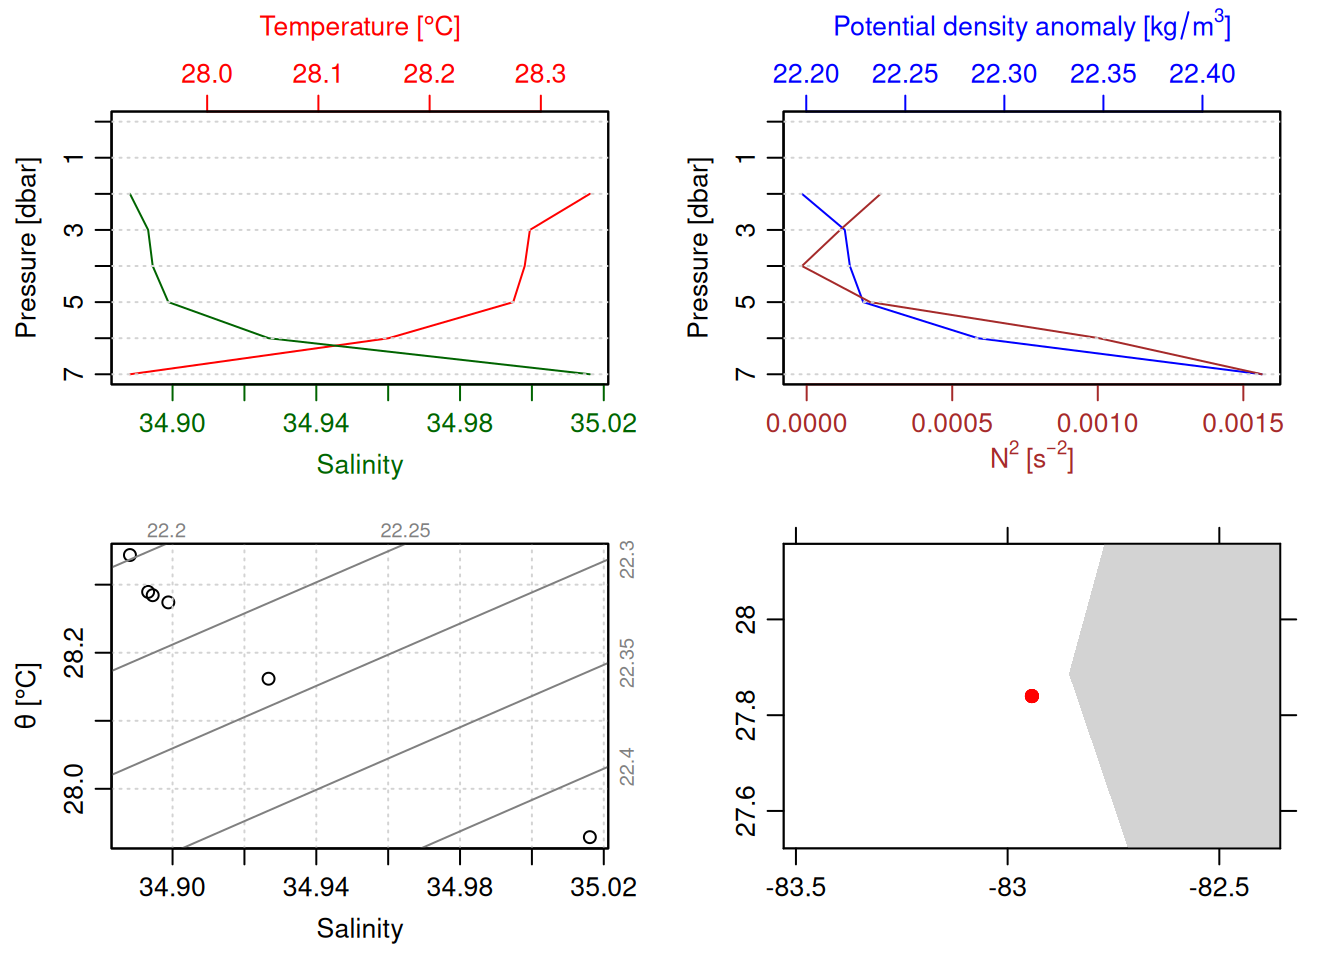 Temperature [°C]
28.0 28.1 28.2 28.3
Pressure [dbar]
1
3
5
7
34.90 34.94 34.98 35.02
Salinity
Potential density anomaly [kg/m³]
22.20 22.25 22.30 22.35 22.40
Pressure [dbar]
1
3
5
7
0.0000 0.0005 0.0010 0.0015
N² [s⁻²]
22.2 22.25
22.3
22.35
22.4
θ [°C]
28.2
28.0
34.90 34.94 34.98 35.02
Salinity
28
27.8
27.6
-83.5 -83 -82.5